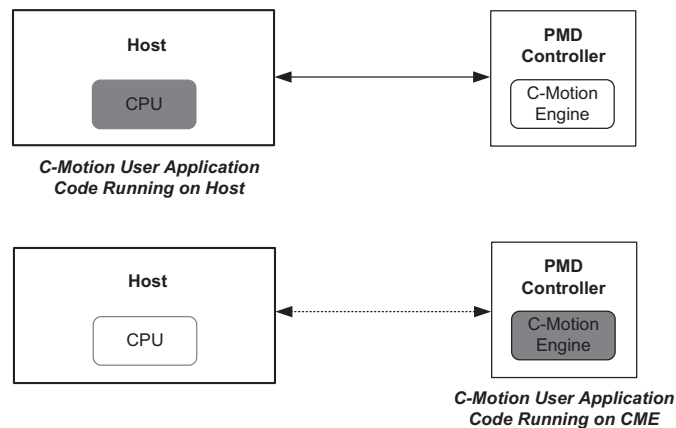 Host
PMD
Controller
CPU
C-Motion
Engine
C-Motion User Application
Code Running on Host
Host
PMD
Controller
CPU
C-Motion
Engine
C-Motion User Application
Code Running on CME